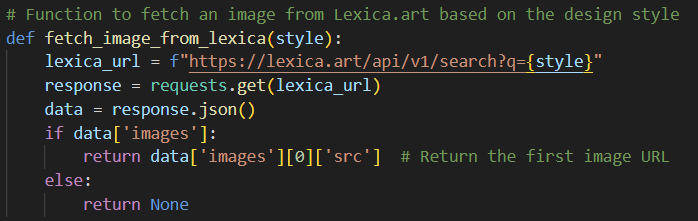 # Function to fetch an image from Lexica.art based on the design style
def fetch_image_from_lexica(style):
    lexica_url = f"https://lexica.art/api/v1/search?q={style}"
    response = requests.get(lexica_url)
    data = response.json()
    if data['images']:
        return data['images'][0]['src']  # Return the first image URL
    else:
        return None